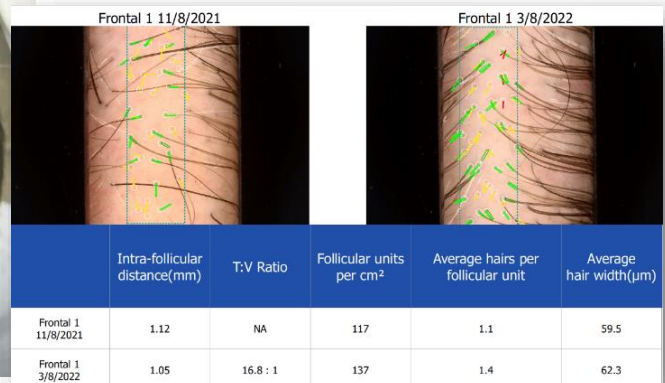 Frontal 1 11/8/2021
Frontal 1 3/8/2022
Intra-follicular distance(mm)
T:V Ratio
Follicular units per cm²
Average hairs per follicular unit
Average hair width(µm)
Frontal 1 11/8/2021
1.12
NA
117
1.1
59.5
Frontal 1 3/8/2022
1.05
16.8 : 1
137
1.4
62.3